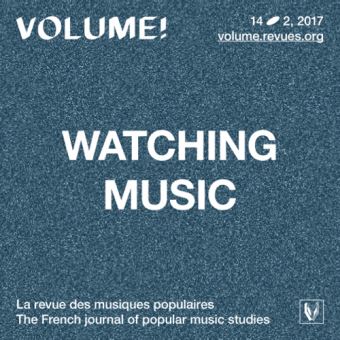 VOLUME!
14 2, 2017
volume.revues.org
WATCHING
MUSIC
La revue des musiques populaires
The French journal of popular music studies